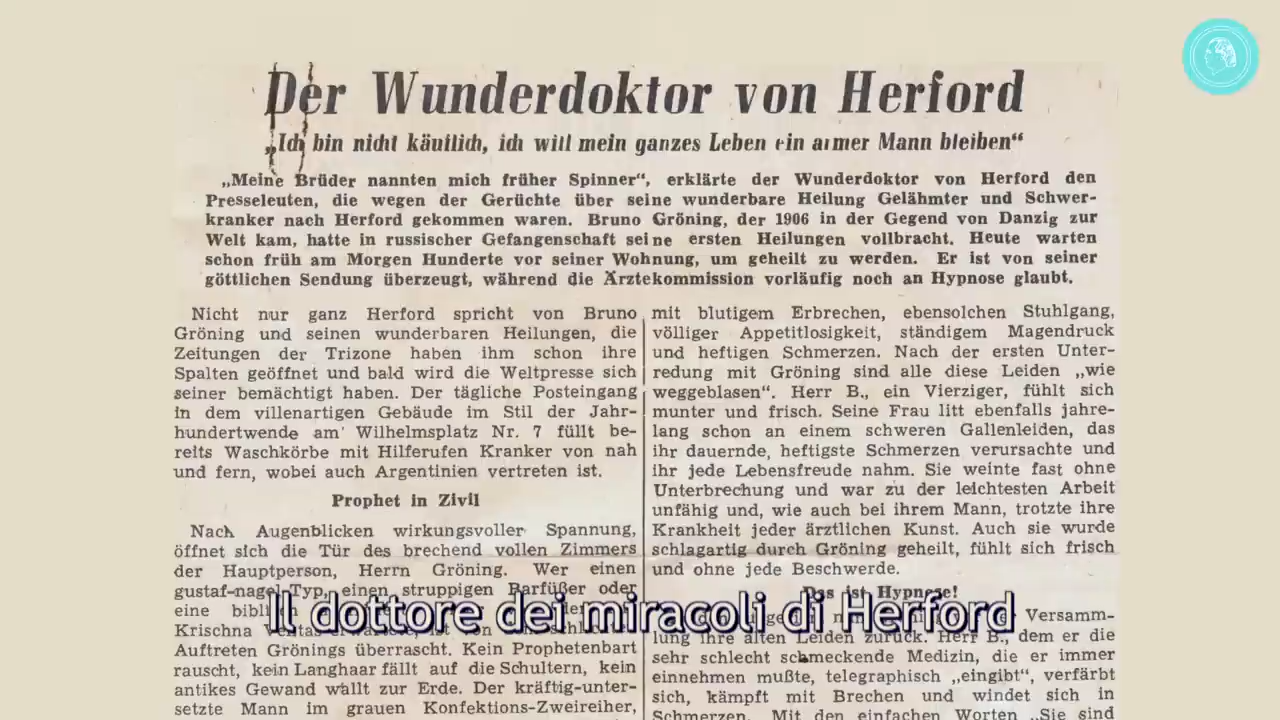 Der Wunderdoktor von Herford
„Ich bin nicht käuflich, ich will mein ganzes Leben ein armer Mann bleiben“
„Meine Brüder nannten mich früher Spinner“, erklärte der Wunderdoktor von Herford den
Presseleuten, die wegen der Gerüchte über seine wunderbare Heilung Gelähmter und Schwer-
kranker nach Herford gekommen waren. Bruno Gröning, der 1906 in der Gegend von Danzig zur
Welt kam, hatte in russischer Gefangenschaft seine ersten Heilungen vollbracht. Heute warten
schon früh am Morgen Hunderte vor seiner Wohnung, um geheilt zu werden. Er ist von seiner
göttlichen Sendung überzeugt, während die Ärztekommission vorläufig noch an Hypnose glaubt.
Nicht nur ganz Herford spricht von Bruno
Gröning und seinen wunderbaren Heilungen, die
Zeitungen der Trizone haben ihm schon ihre
Spalten geöffnet und bald wird die Weltpresse sich
seiner bemächtigt haben. Der tägliche Posteingang
in dem villenartigen Gebäude im Stil der Jahr-
hundertwende am Wilhelmsplatz Nr. 7 füllt be-
reits Waschkörbe mit Hilferufen Kranker von nah
und fern, wobei auch Argentinien vertreten ist.
Prophet in Zivil
Nach Augenblicken wirkungsvoller Spannung,
öffnet sich die Tür des brechend vollen Zimmers
der Hauptperson, Herrn Gröning. Wer einen
gustaf-nagel-Typ, einen struppigen Barfüßer oder
eine
Krischna
Auftreten Grönings überrascht. Kein Prophetenbart
rauscht, kein Langhaar fällt auf die Schultern, kein
antikes Gewand wallt zur Erde. Der kräftig-unter-
setzte Mann im grauen Konfektions-Zweireiher,
mit blutigem Erbrechen, ebensolchen Stuhlgang,
völliger Appetitlosigkeit, ständigem Magendruck
und heftigen Schmerzen. Nach der ersten Unter-
redung mit Gröning sind alle diese Leiden „wie
weggeblasen“. Herr B., ein Vierziger, fühlt sich
munter und frisch. Seine Frau litt ebenfalls jahre-
lang schon an einem schweren Gallenleiden, das
ihr dauernde, heftigste Schmerzen verursachte und
ihr jede Lebensfreude nahm. Sie weinte fast ohne
Unterbrechung und war zu der leichtesten Arbeit
unfähig und, wie auch bei ihrem Mann, trotzte ihre
Krankheit jeder ärztlichen Kunst. Auch sie wurde
schlagartig durch Gröning geheilt, fühlt sich frisch
und ohne jede Beschwerde.
Das ist Hypnose!
Versamm-
lung ihre alten Leiden zurück. Herr B., dem er die
sehr schlecht schmeckende Medizin, die er immer
einnehmen mußte, telegraphisch „eingibt“, verfärbt
sich, kämpft mit Brechen und windet sich in
Schmerzen. Mit den einfachen Worten „Sie sind
Il dottore dei miracoli di Herford